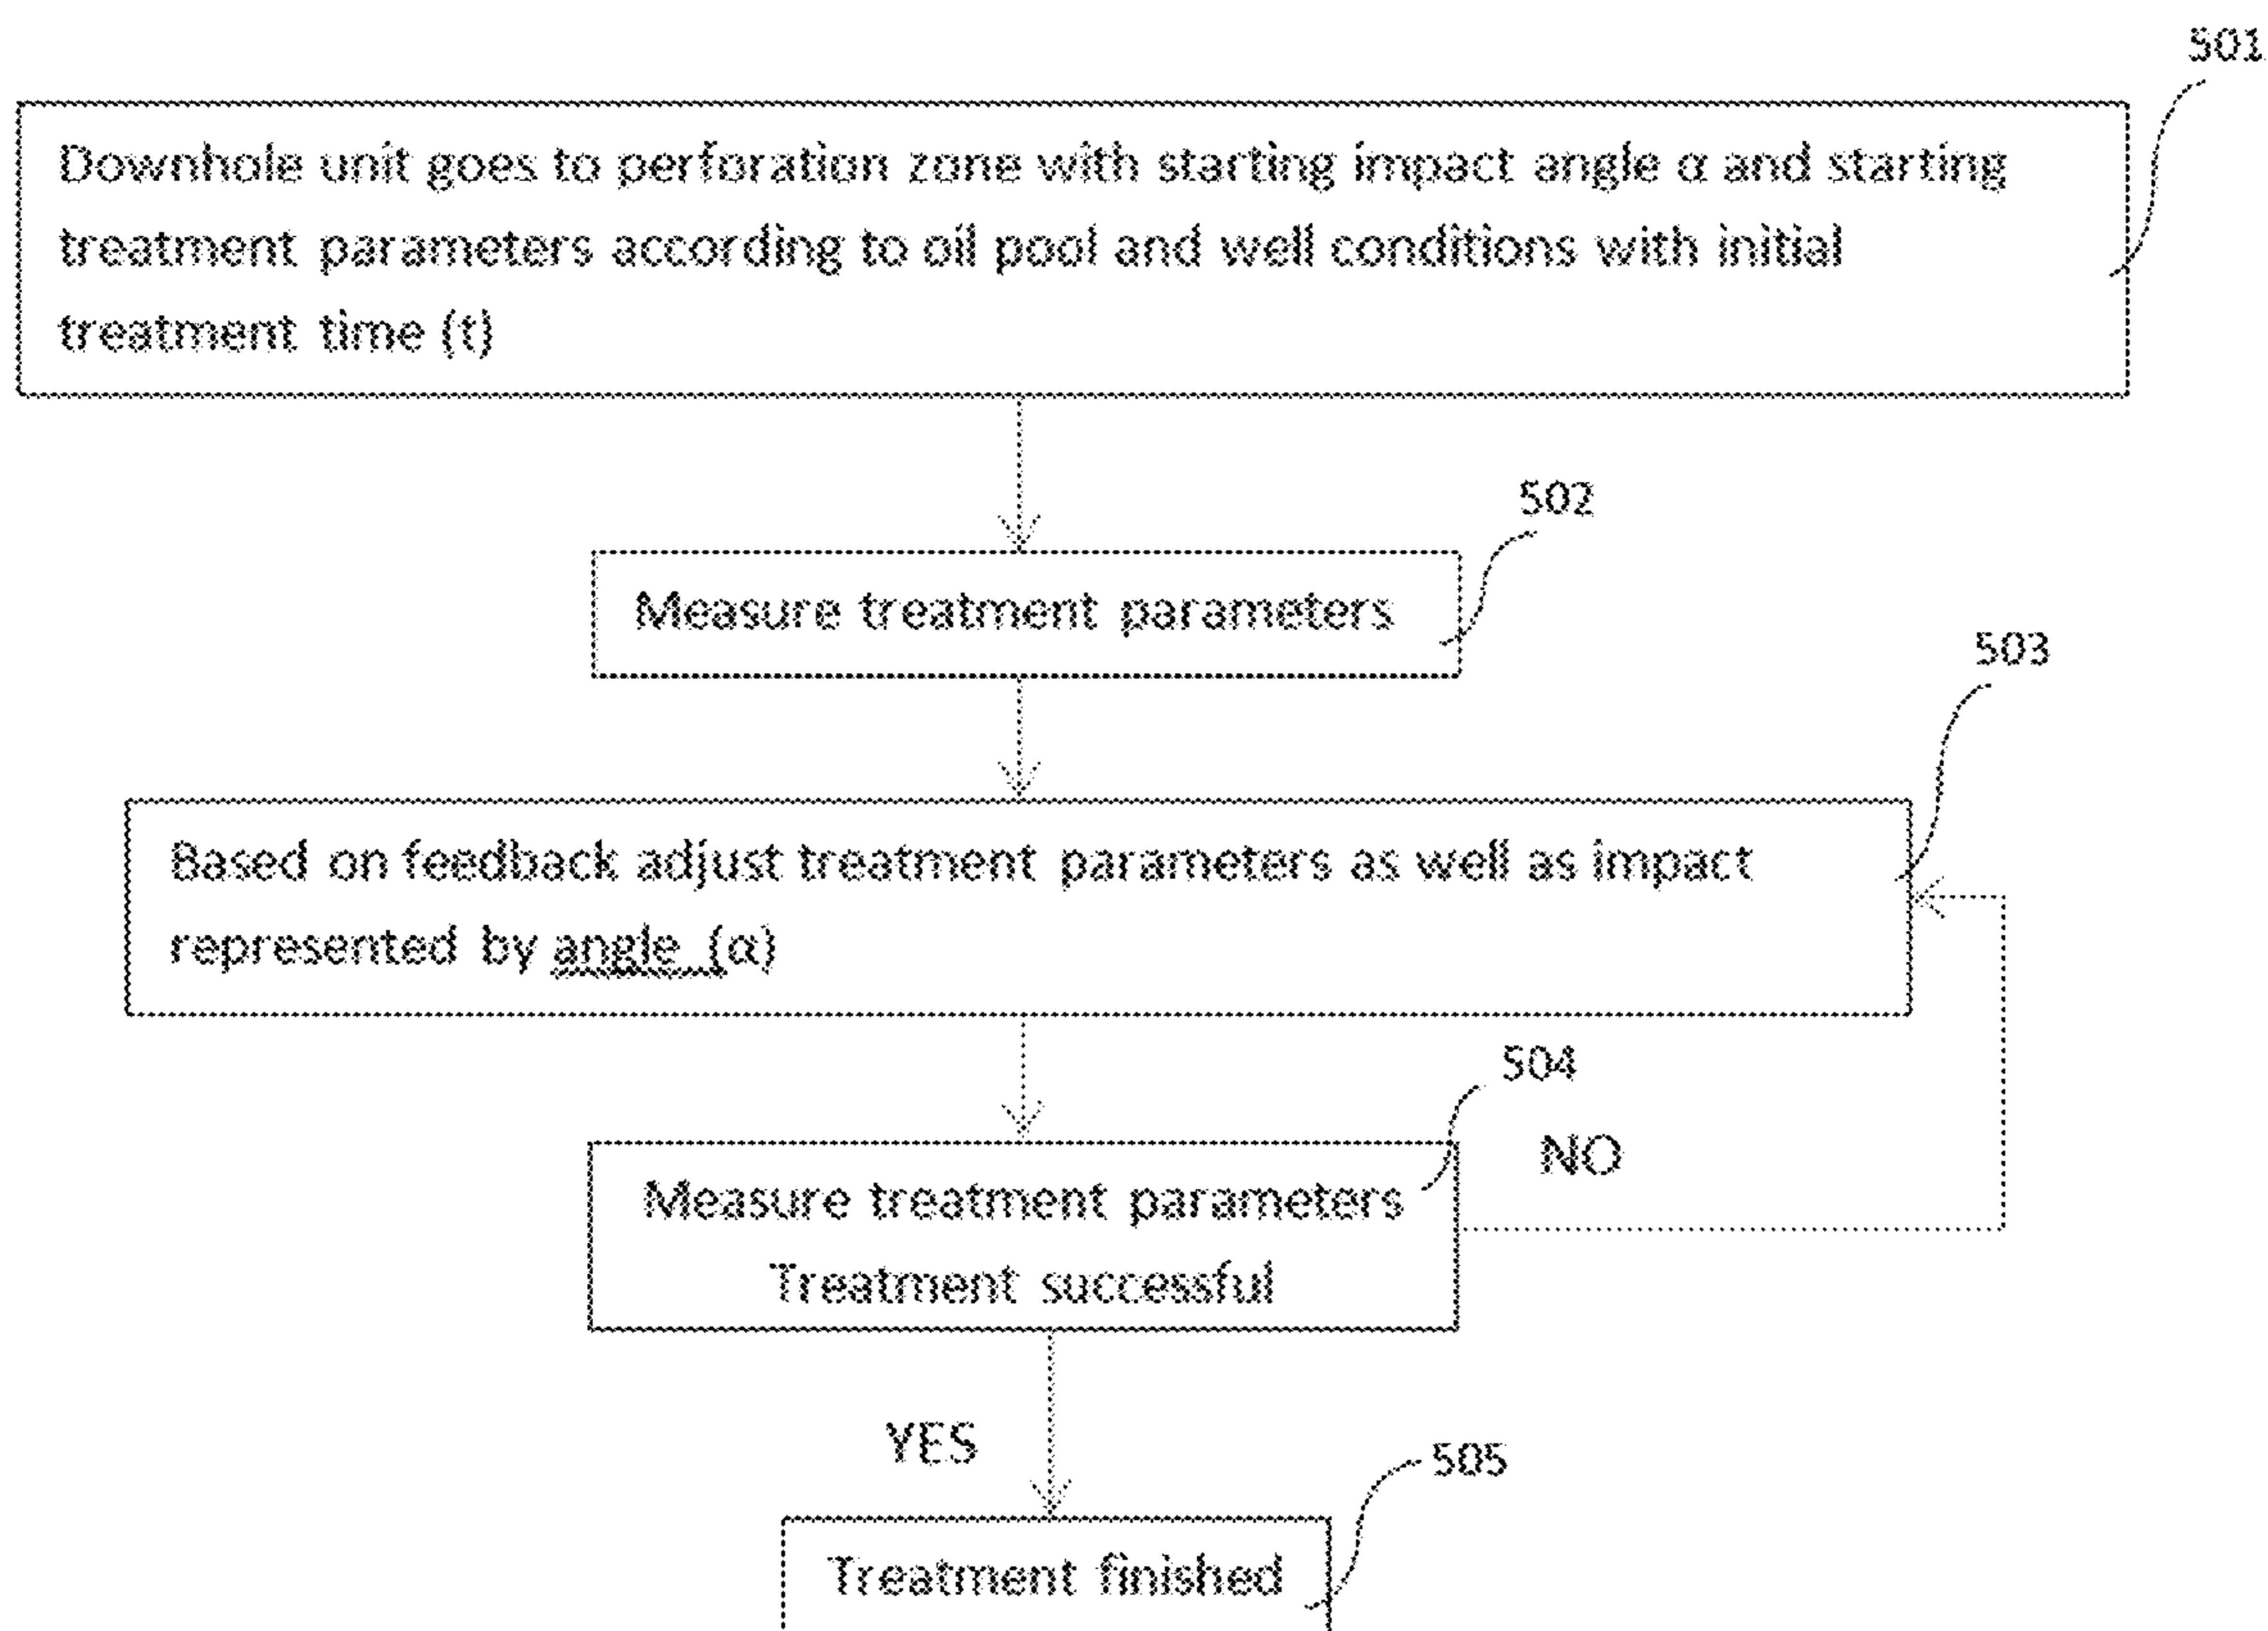 501
Downhole unit goes to perforation zone with starting impact angle α and starting
treatment parameters according to oil pool and well conditions with initial
treatment time (t)
502
Measure treatment parameters
503
Based on feedback adjust treatment parameters as well as impact
represented by angle (α)
504
NO
Measure treatment parameters
Treatment successful
YES
505
Treatment finished